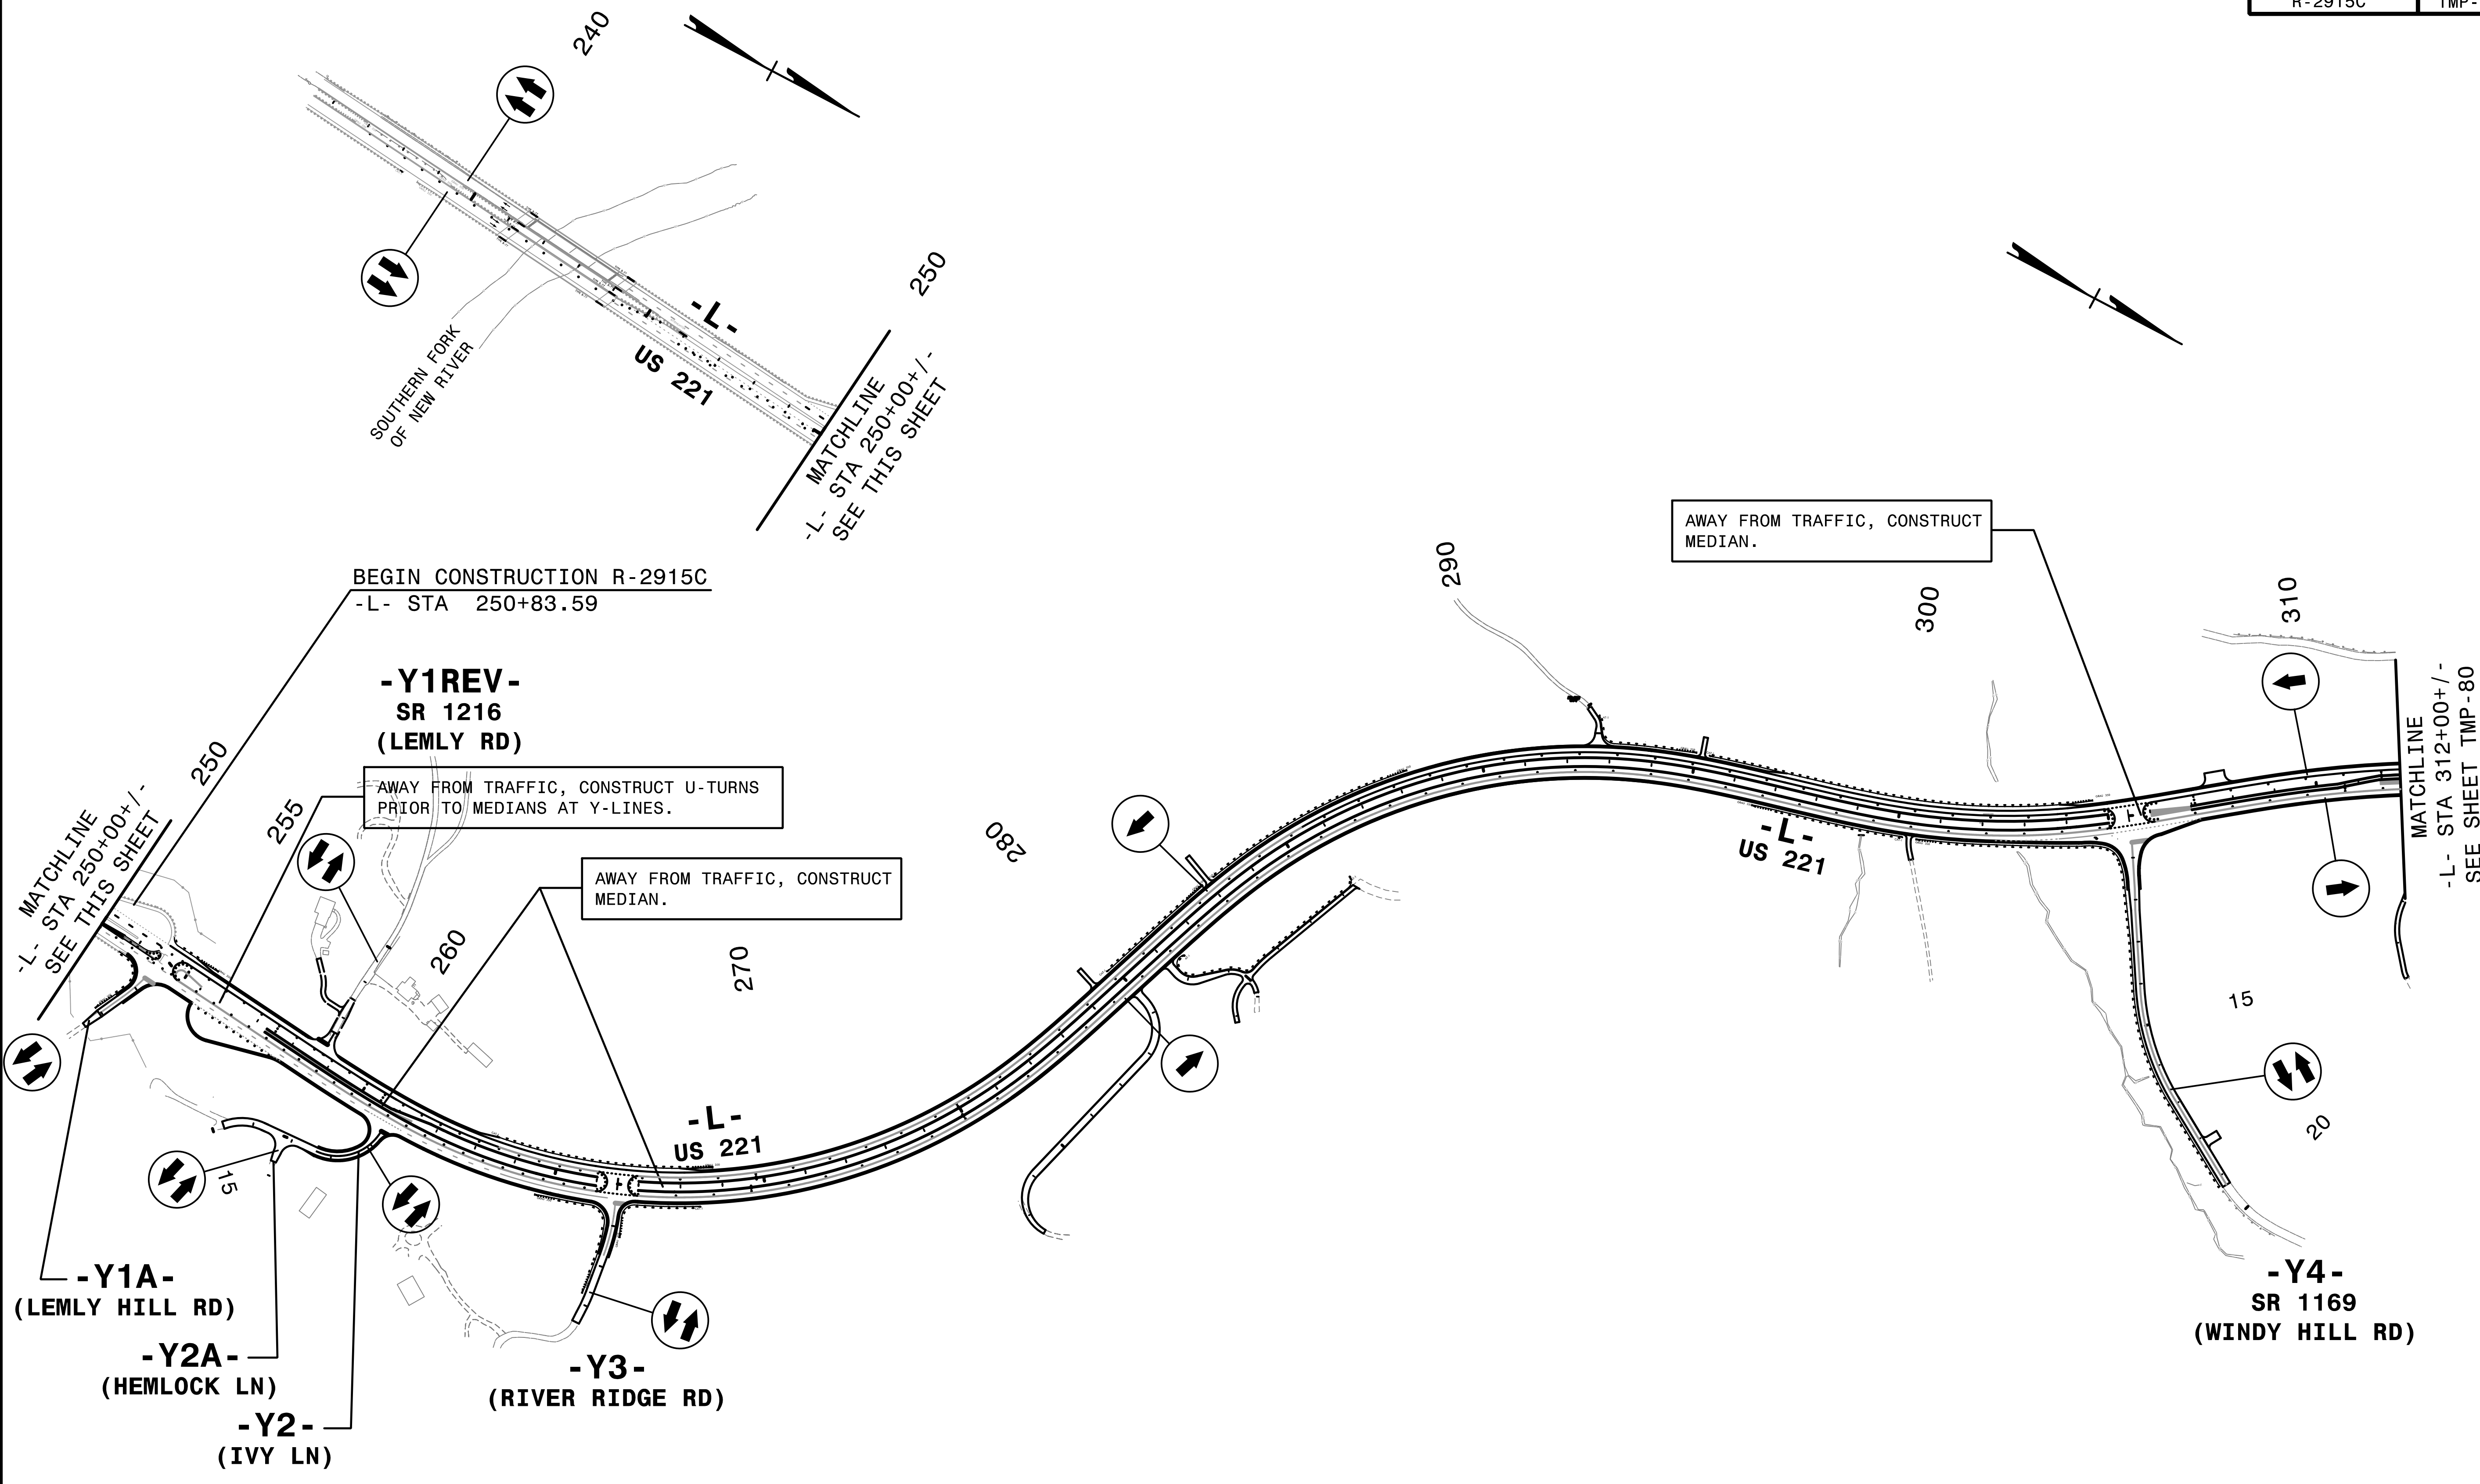 R-2915C
TMP-
240
250
-L-
US 221
SOUTHERN FORK
OF NEW RIVER
MATCHLINE
-L- STA 250+00+/-
SEE THIS SHEET
BEGIN CONSTRUCTION R-2915C
-L- STA 250+83.59
-Y1REV-
SR 1216
(LEMLY RD)
AWAY FROM TRAFFIC, CONSTRUCT U-TURNS
PRIOR TO MEDIANS AT Y-LINES.
AWAY FROM TRAFFIC, CONSTRUCT
MEDIAN.
AWAY FROM TRAFFIC, CONSTRUCT
MEDIAN.
MATCHLINE
-L- STA 250+00+/-
SEE THIS SHEET
250
255
260
270
280
290
300
310
-L-
US 221
-L-
US 221
MATCHLINE
-L- STA 312+00+/-
SEE SHEET TMP-80
15
15
20
-Y1A-
(LEMLY HILL RD)
-Y2A-
(HEMLOCK LN)
-Y2-
(IVY LN)
-Y3-
(RIVER RIDGE RD)
-Y4-
SR 1169
(WINDY HILL RD)